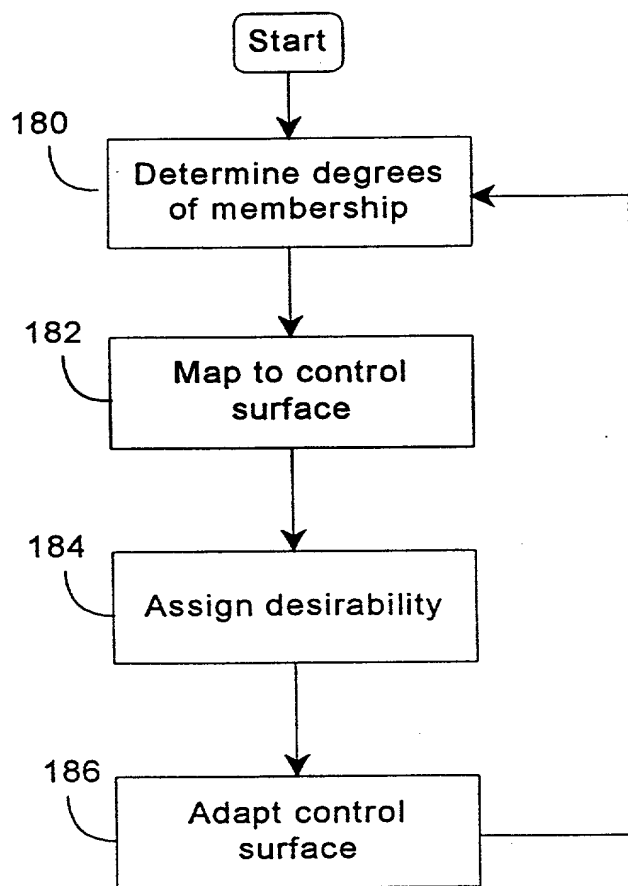 Start
180
Determine degrees
of membership
182
Map to control
surface
184
Assign desirability
186
Adapt control
surface